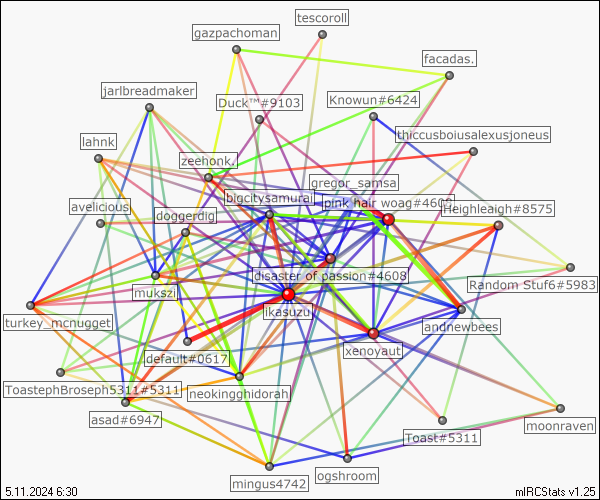 tescoroll
gazpachoman
facadas.
jarlbreadmaker
Duck™#9103
Knowun#6424
thiccusboiusalexusjoneus
lahnk
zeehonk.
gregor_samsa
bigcitysamurai
pink hair woag#4608
avelicious
doggerdig
Heighleaigh#8575
disaster of passion#4608
mukszi
Random Stuf6#5983
ikasuzu
turkey_mcnugget
andnewbees
default#0617
xenoyaut
ToastephBroseph5311#5311
neokingghidorah
asad#6947
moonraven
Toast#5311
ogshroom
mingus4742
5.11.2024 6:30
mIRCStats v1.25